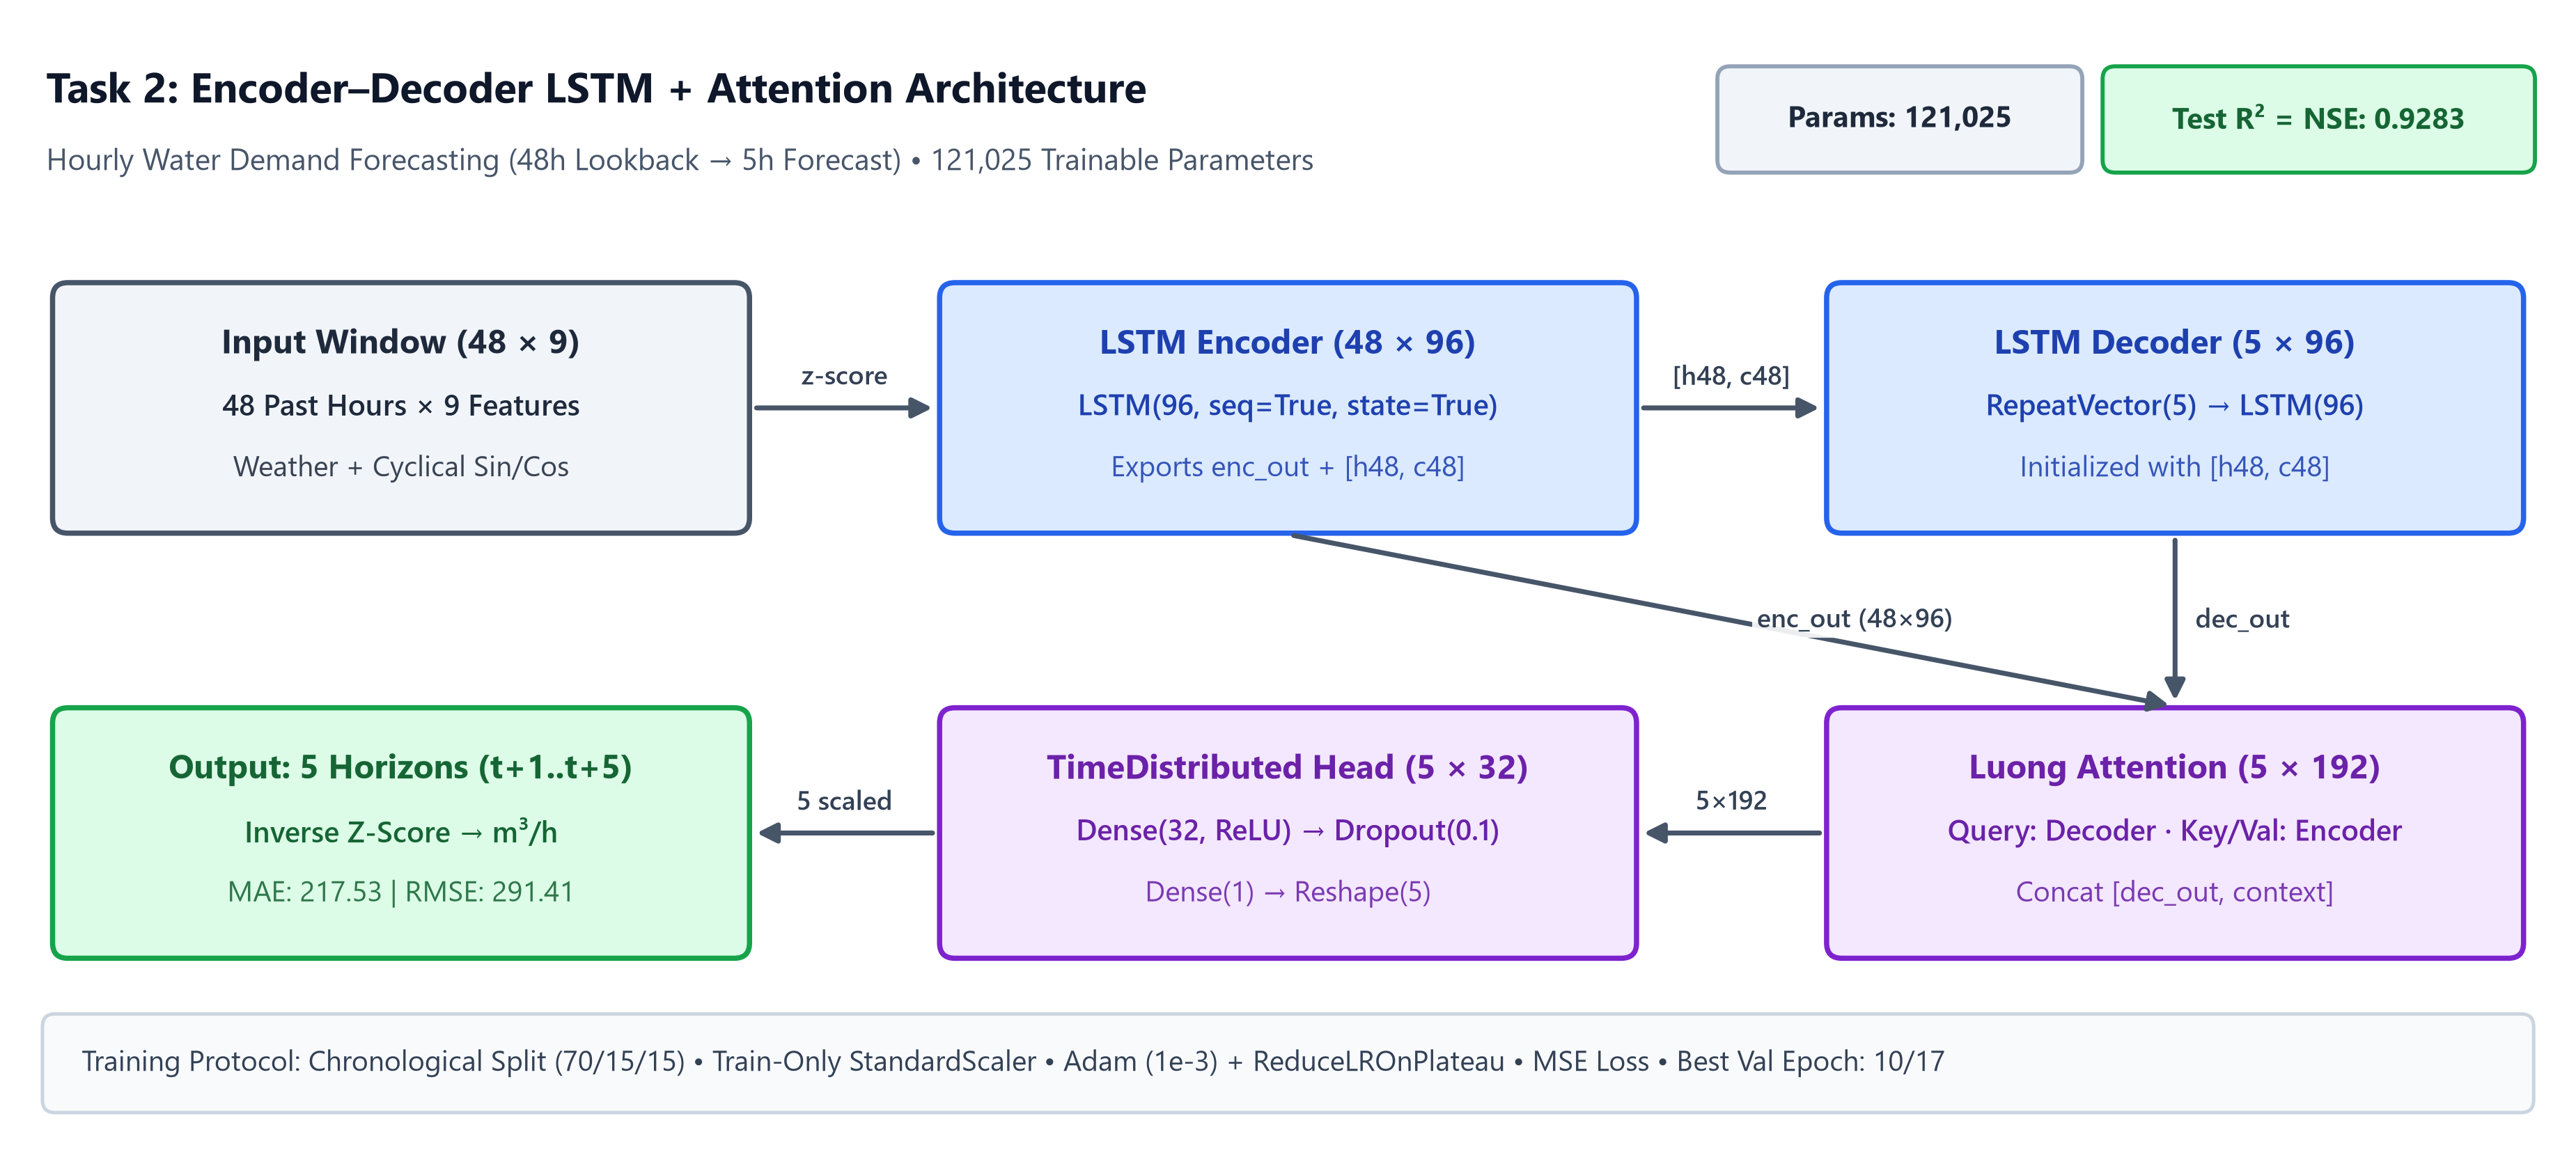 Task 2: Encoder–Decoder LSTM + Attention Architecture
Hourly Water Demand Forecasting (48h Lookback → 5h Forecast) • 121,025 Trainable Parameters
Params: 121,025
Test R² = NSE: 0.9283
Input Window (48 × 9)
48 Past Hours × 9 Features
Weather + Cyclical Sin/Cos
z-score
LSTM Encoder (48 × 96)
LSTM(96, seq=True, state=True)
Exports enc_out + [h48, c48]
[h48, c48]
LSTM Decoder (5 × 96)
RepeatVector(5) → LSTM(96)
Initialized with [h48, c48]
enc_out (48×96)
dec_out
Luong Attention (5 × 192)
Query: Decoder · Key/Val: Encoder
Concat [dec_out, context]
5×192
TimeDistributed Head (5 × 32)
Dense(32, ReLU) → Dropout(0.1)
Dense(1) → Reshape(5)
5 scaled
Output: 5 Horizons (t+1..t+5)
Inverse Z-Score → m³/h
MAE: 217.53 | RMSE: 291.41
Training Protocol: Chronological Split (70/15/15) • Train-Only StandardScaler • Adam (1e-3) + ReduceLROnPlateau • MSE Loss • Best Val Epoch: 10/17